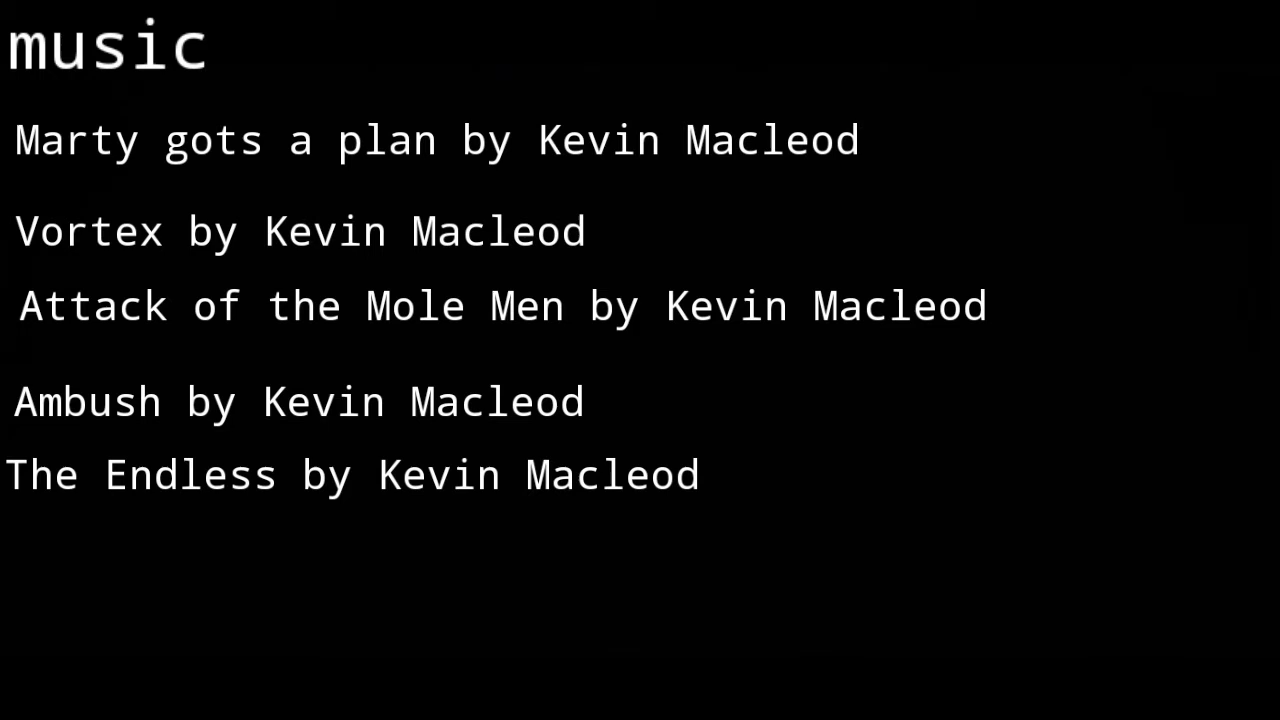 music
Marty gots a plan by Kevin Macleod
Vortex by Kevin Macleod
Attack of the Mole Men by Kevin Macleod
Ambush by Kevin Macleod
The Endless by Kevin Macleod